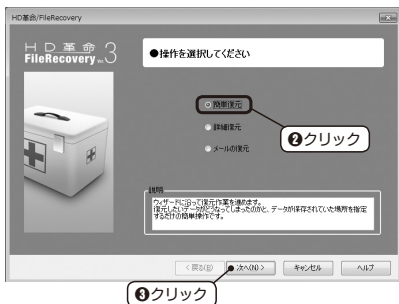 HD革命/FileRecovery
HD革命
FileRecovery Ver.3
●操作を選択してください
簡単復元
❷クリック
詳細復元
メールの復元
説明
ウィザードに沿って復元作業を進めます。
復元したいデータがどうなってしまったのかと、データが保存されていた場所を指定
するだけの簡単操作です。
< 戻る(B)
次へ(N) >
キャンセル
ヘルプ
❸クリック